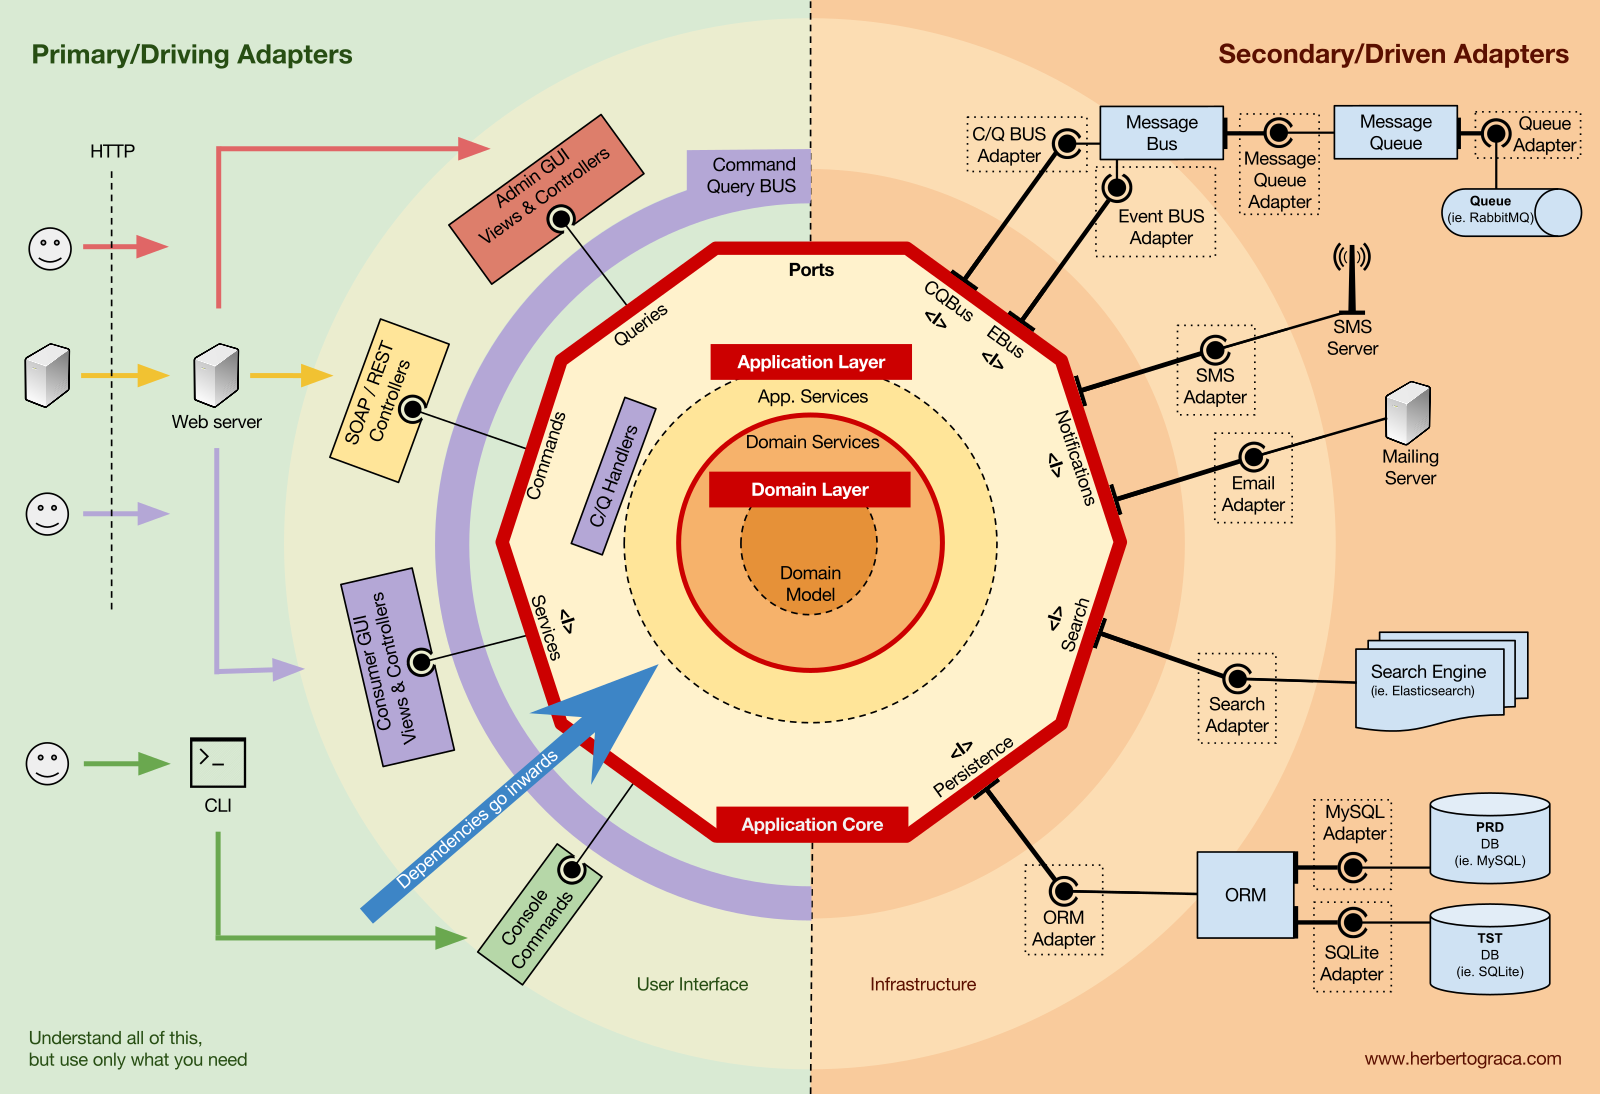 Primary/Driving Adapters
Secondary/Driven Adapters
HTTP
Web server
CLI
Admin GUI
Views & Controllers
SOAP / REST
Controllers
Consumer GUI
Views & Controllers
Console
Commands
Command
Query BUS
Dependencies go inwards
Ports
Queries
Commands
Services
</>
C/Q Handlers
Application Layer
App. Services
Domain Services
Domain Layer
Domain
Model
Application Core
CQBus
</>
EBus
</>
Notifications
</>
Search
</>
Persistence
</>
C/Q BUS
Adapter
Message
Bus
Event BUS
Adapter
Message
Queue
Adapter
Message
Queue
Queue
Adapter
Queue
(ie. RabbitMQ)
SMS
Server
SMS
Adapter
Mailing
Server
Email
Adapter
Search Engine
(ie. Elasticsearch)
Search
Adapter
ORM
Adapter
ORM
MySQL
Adapter
PRD
DB
(ie. MySQL)
SQLite
Adapter
TST
DB
(ie. SQLite)
User Interface
Infrastructure
Understand all of this,
but use only what you need
www.herbertograca.com